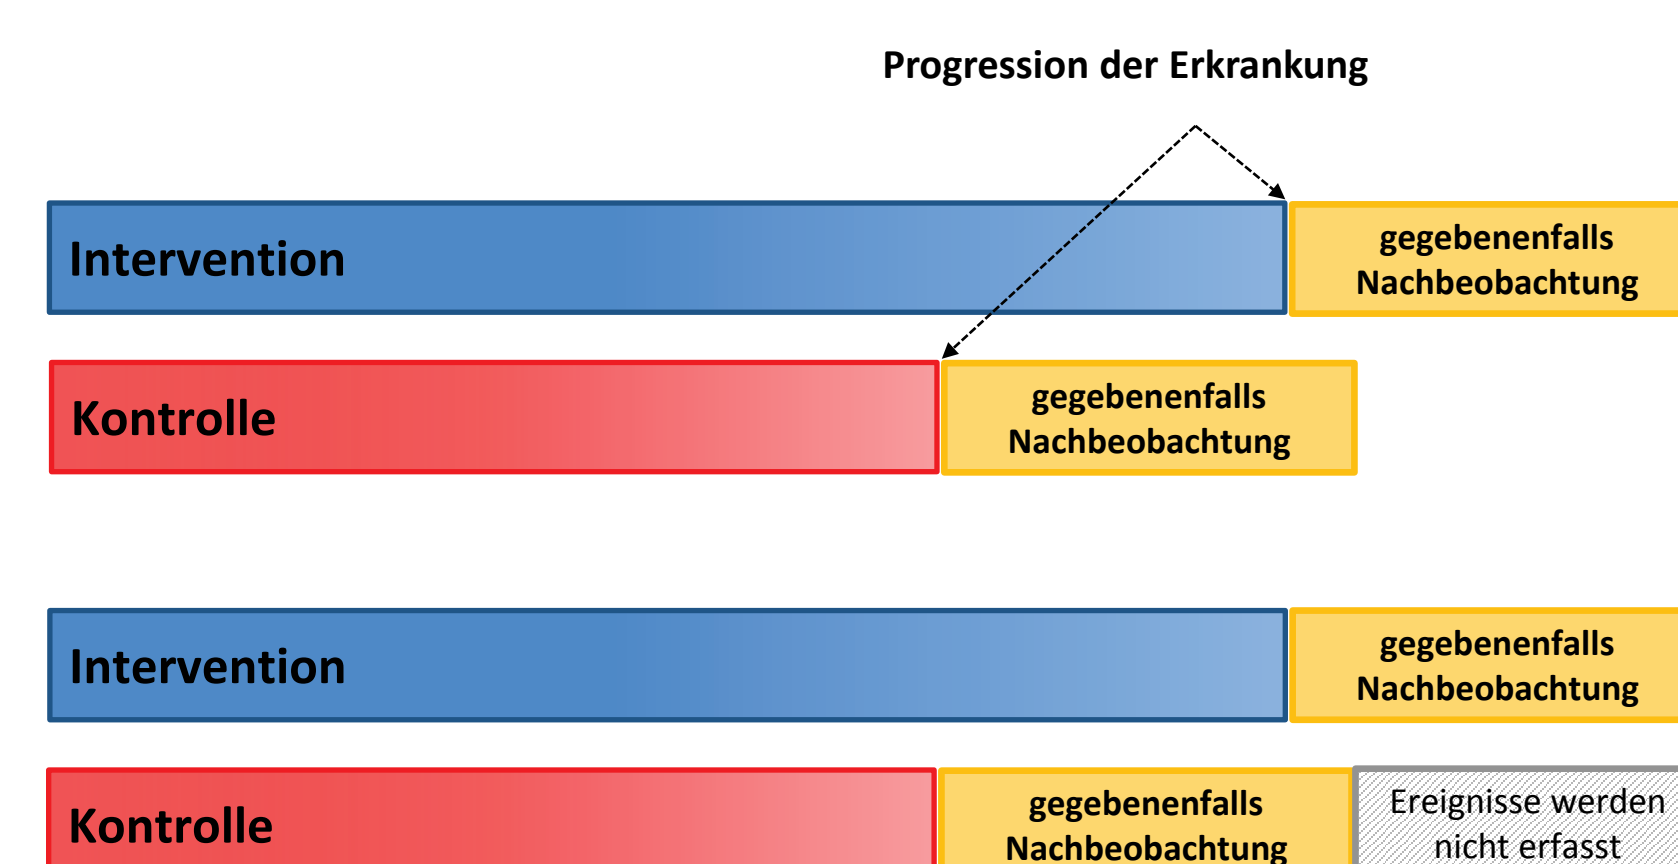 Progression der Erkrankung
Intervention
gegebenenfalls
Nachbeobachtung
Kontrolle
gegebenenfalls
Nachbeobachtung
Intervention
gegebenenfalls
Nachbeobachtung
Kontrolle
gegebenenfalls
Nachbeobachtung
Ereignisse werden
nicht erfasst